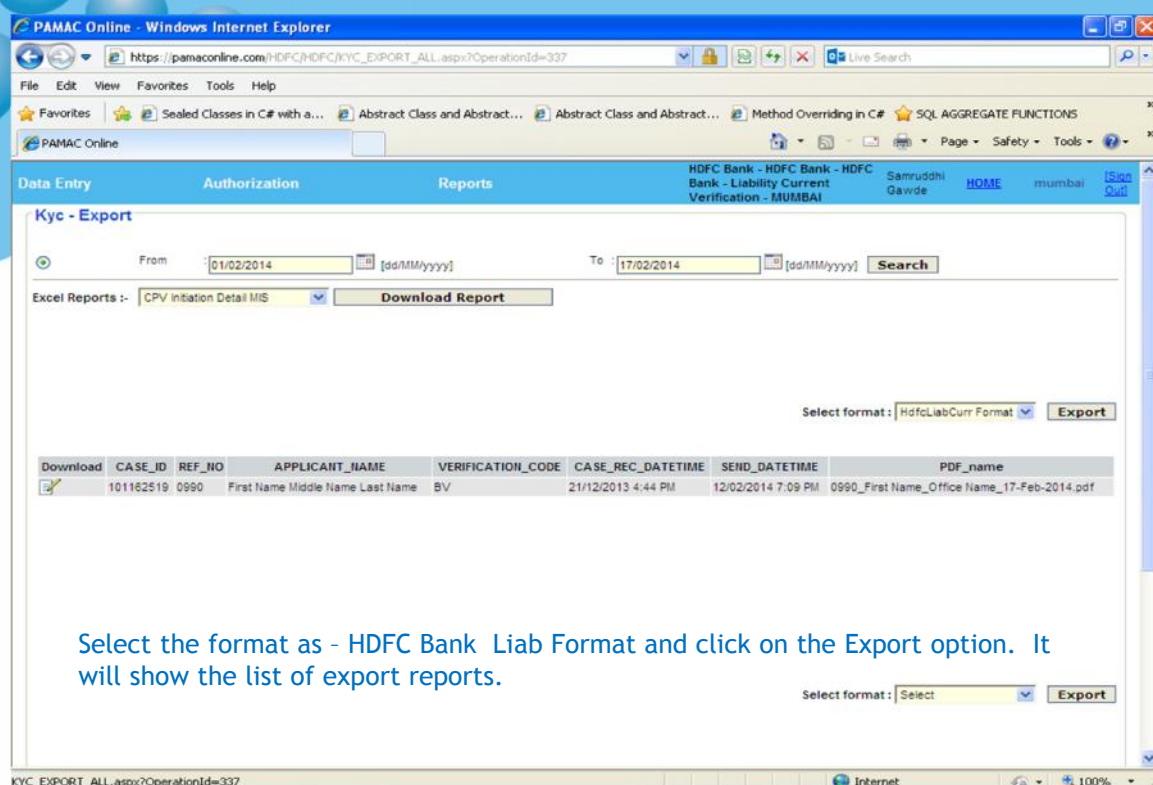 PAMAC Online - Windows Internet Explorer
https://pamaconline.com/HDFC/HDFC/KYC_EXPORT_ALL.aspx?OperationId=337
Live Search
File Edit View Favorites Tools Help
Favorites Sealed Classes in C# with a... Abstract Class and Abstract... Abstract Class and Abstract... Method Overriding in C# SQL AGGREGATE FUNCTIONS
PAMAC Online Page Safety Tools
Data Entry Authorization Reports
HDFC Bank - HDFC Bank - HDFC
Bank - Liability Current
Verification - MUMBAI
Samruddhi
Gawde
HOME mumbai
[Sign
Out]
Kyc - Export
From : 01/02/2014 [dd/MM/yyyy] To : 17/02/2014 [dd/MM/yyyy] Search
Excel Reports :- CPV Initiation Detail MIS Download Report
Select format : HdfcLiabCurr Format Export
Download CASE_ID REF_NO APPLICANT_NAME VERIFICATION_CODE CASE_REC_DATETIME SEND_DATETIME PDF_name
101162519 0990 First Name Middle Name Last Name BV 21/12/2013 4:44 PM 12/02/2014 7:09 PM 0990_First Name_Office Name_17-Feb-2014.pdf
Select the format as – HDFC Bank Liab Format and click on the Export option. It
will show the list of export reports.
Select format : Select Export
KYC_EXPORT_ALL.aspx?OperationId=337 Internet 100%